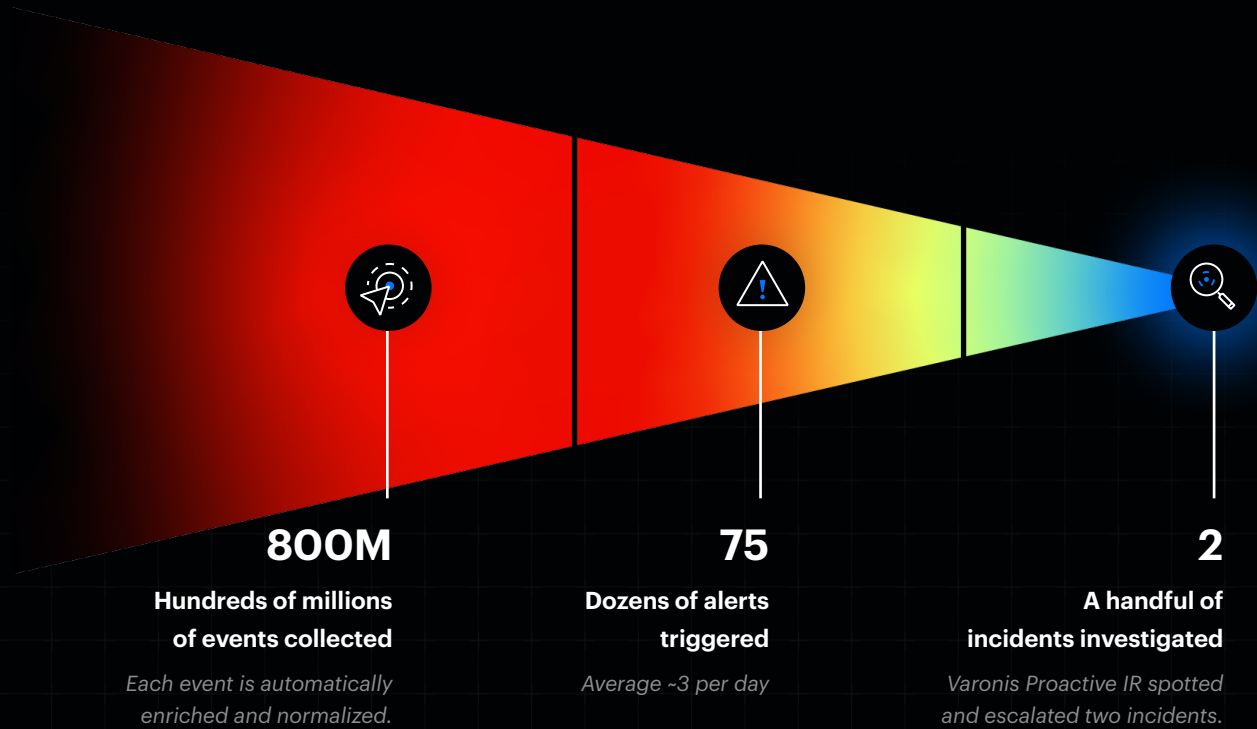 800M
Hundreds of millions
of events collected
Each event is automatically
enriched and normalized.
75
Dozens of alerts
triggered
Average ~3 per day
2
A handful of
incidents investigated
Varonis Proactive IR spotted
and escalated two incidents.